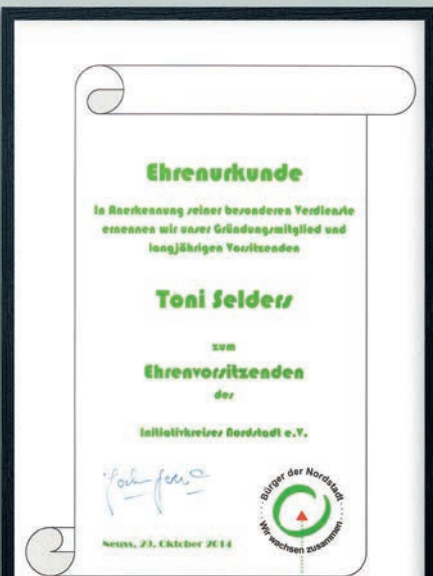 Ehrenurkunde
In Anerkennung seiner besonderen Verdienste
ernennen wir unser Gründungsmitglied und
langjährigen Vorsitzenden
Toni Selders
zum
Ehrenvorsitzenden
des
Initiativkreises Nordstadt e.V.
Bürger der Nordstadt
Wir wachsen zusammen
Neuss, 29. Oktober 2014